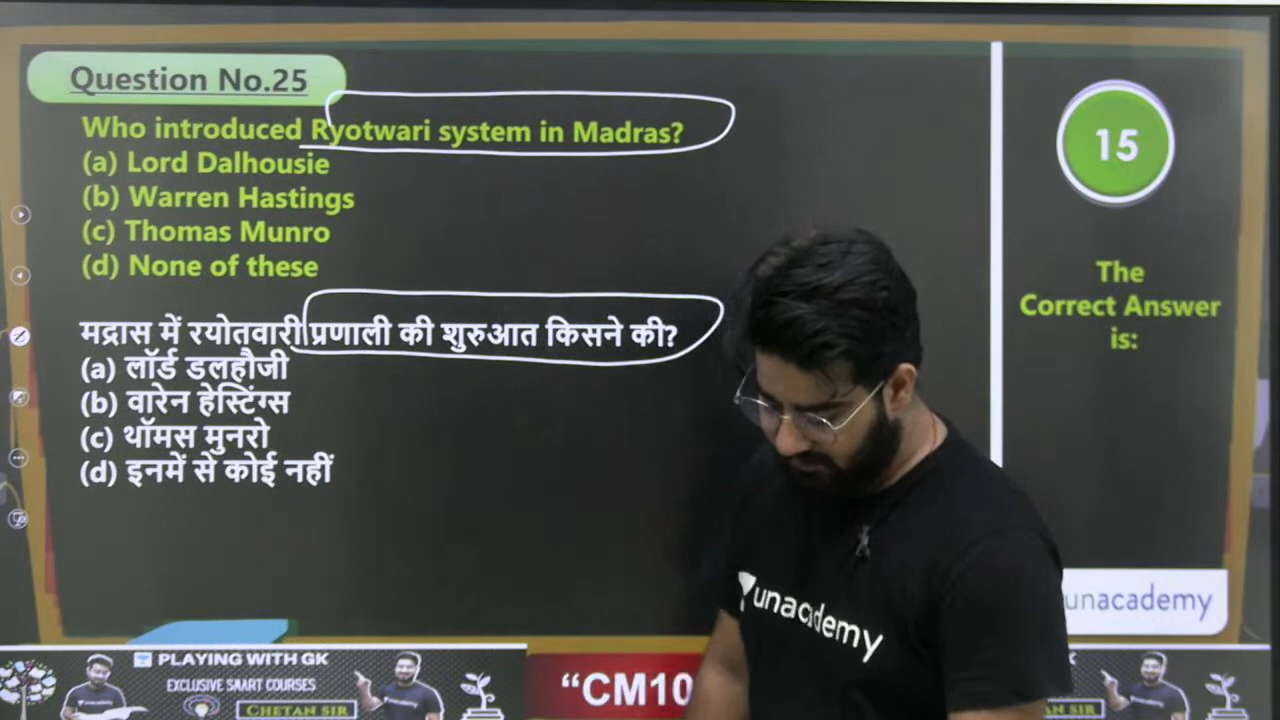 Question No.25
Who introduced Ryotwari system in Madras?
(a) Lord Dalhousie
(b) Warren Hastings
(c) Thomas Munro
(d) None of these
मद्रास में रयोतवारी प्रणाली की शुरुआत किसने की?
(a) लॉर्ड डलहौजी
(b) वारेन हेस्टिंग्स
(c) थॉमस मुनरो
(d) इनमें से कोई नहीं
15
The
Correct Answer
is:
unacademy
unacademy
PLAYING WITH GK
EXCLUSIVE SMART COURSES
CHETAN SIR
“CM10
AN SIR